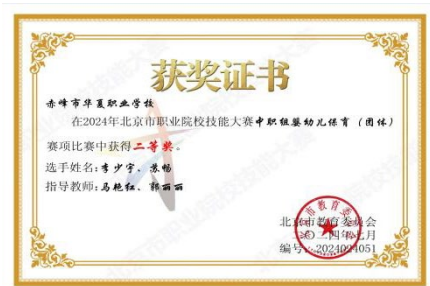 获奖证书
赤峰市华夏职业学校
在2024年北京市职业院校技能大赛中职组婴幼儿保育（团体）
赛项比赛中获得二等奖。
选手姓名:李少宇、苏畅
指导教师:马艳红、郭丽丽
北京市教育委员会
二〇二四年七月
编号:2024094051